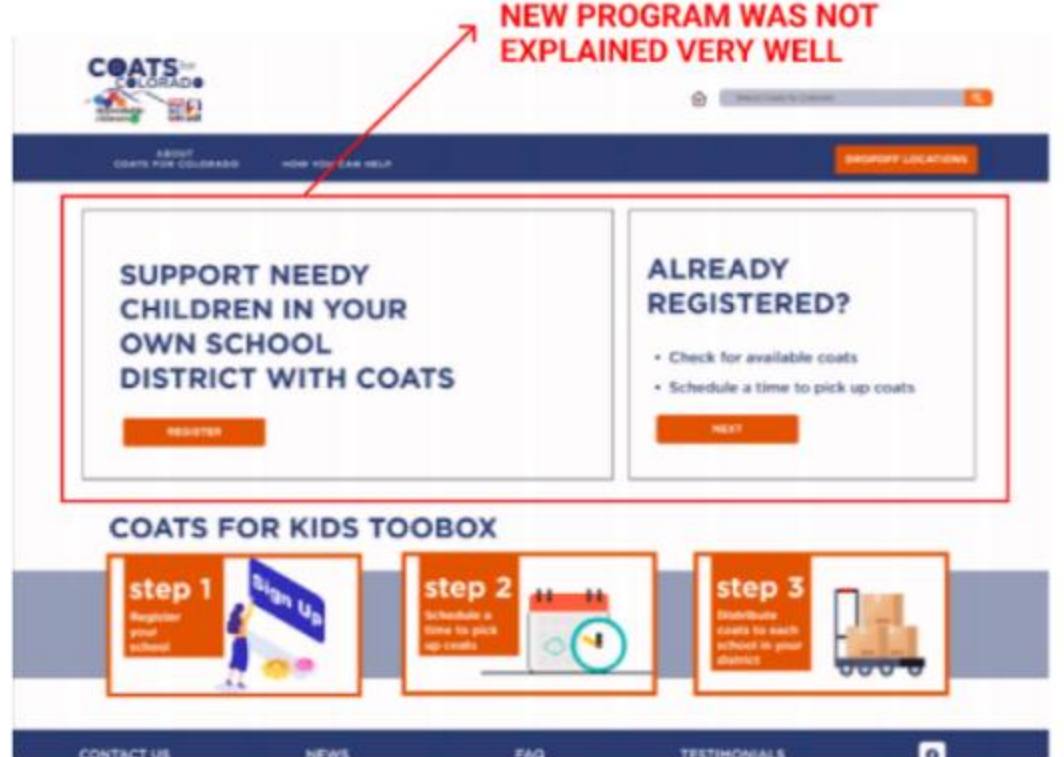 NEW PROGRAM WAS NOT
EXPLAINED VERY WELL
COATS FOR
COLORADO
ABOUT
COATS FOR COLORADO
HOW YOU CAN HELP
DROPOFF LOCATIONS
SUPPORT NEEDY
CHILDREN IN YOUR
OWN SCHOOL
DISTRICT WITH COATS
REGISTER
ALREADY
REGISTERED?
• Check for available coats
• Schedule a time to pick up coats
NEXT
COATS FOR KIDS TOOBOX
step 1
Register
your
school
Sign Up
step 2
Schedule a
time to pick
up coats
step 3
Distribute
coats to each
school in your
district
CONTACT US
NEWS
FAQ
TESTIMONIALS